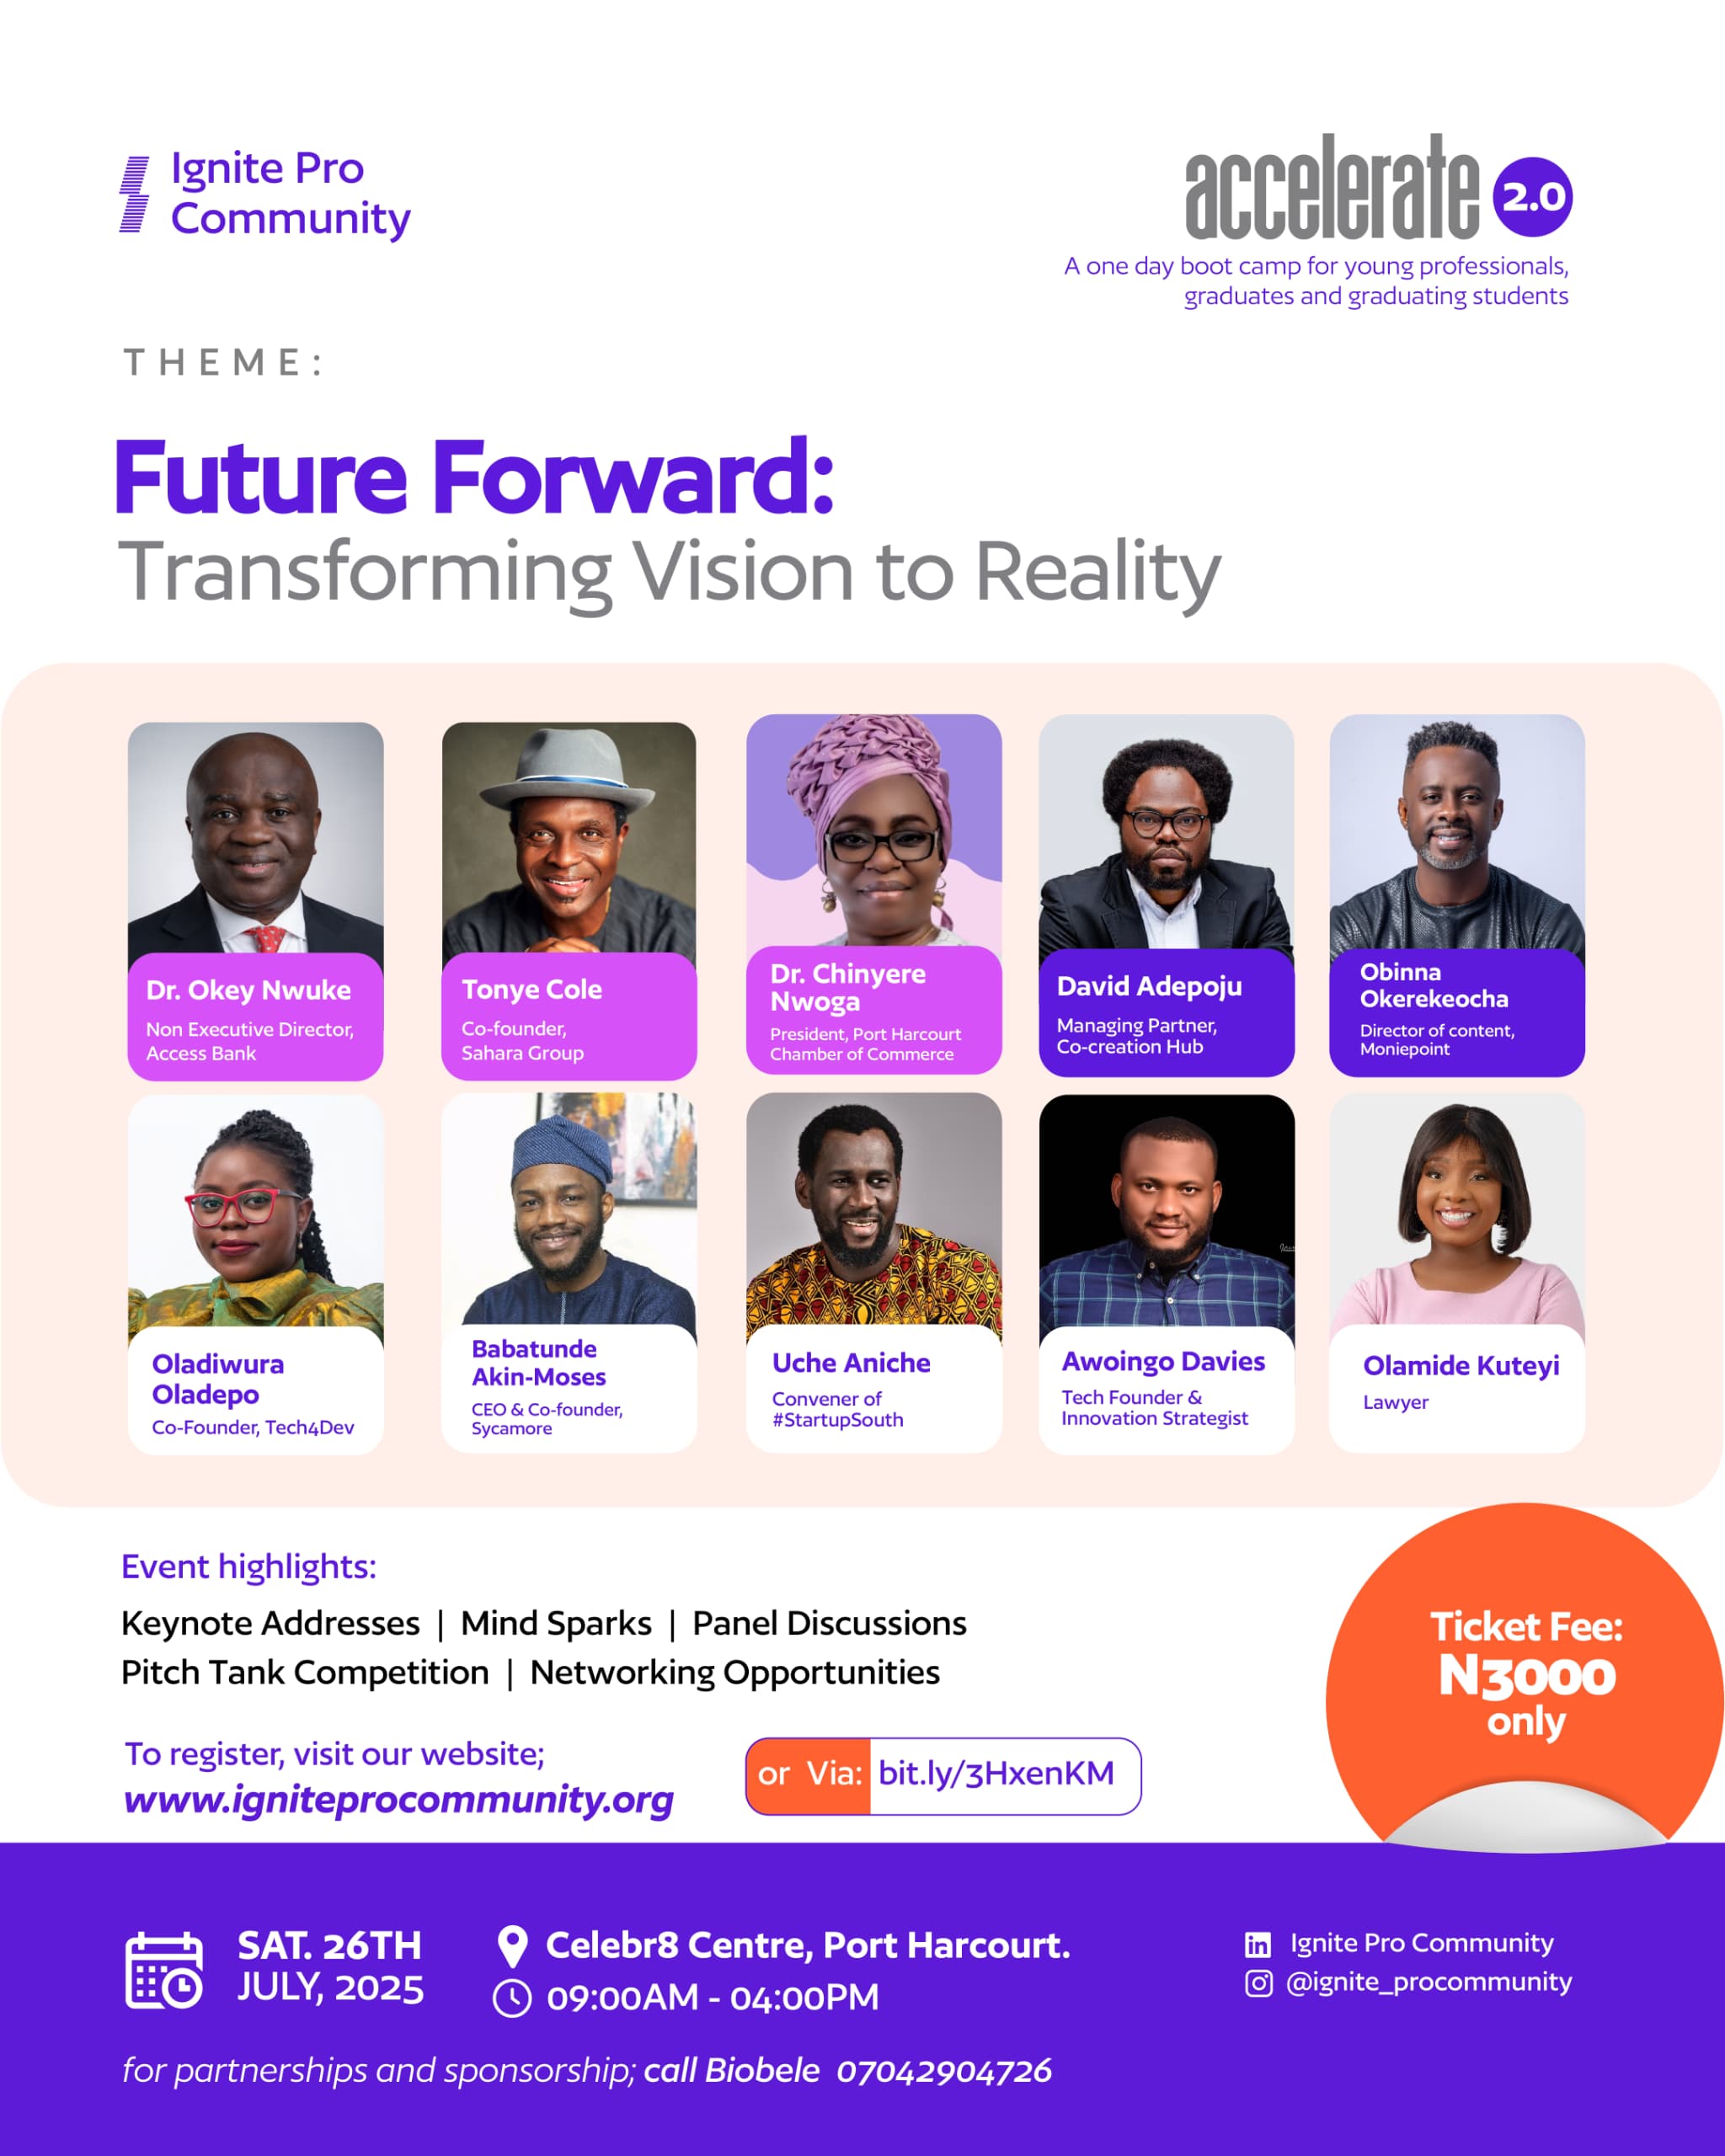 Ignite Pro
Community
accelerate 2.0
A one day boot camp for young professionals,
graduates and graduating students
THEME:
Future Forward:
Transforming Vision to Reality
Dr. Okey Nwuke
Non Executive Director,
Access Bank
Tonye Cole
Co-founder,
Sahara Group
Dr. Chinyere
Nwoga
President, Port Harcourt
Chamber of Commerce
David Adepoju
Managing Partner,
Co-creation Hub
Obinna
Okerekeocha
Director of content,
Moniepoint
Oladiwura
Oladepo
Co-Founder, Tech4Dev
Babatunde
Akin-Moses
CEO & Co-founder,
Sycamore
Uche Aniche
Convener of
#StartupSouth
Awoingo Davies
Tech Founder &
Innovation Strategist
Olamide Kuteyi
Lawyer
Event highlights:
Keynote Addresses | Mind Sparks | Panel Discussions
Pitch Tank Competition | Networking Opportunities
Ticket Fee:
N3000
only
To register, visit our website;
www.igniteprocommunity.org
or Via: bit.ly/3HxenKM
SAT. 26TH
JULY, 2025
Celebr8 Centre, Port Harcourt.
09:00AM - 04:00PM
in Ignite Pro Community
@ignite_procommunity
for partnerships and sponsorship; call Biobele 07042904726